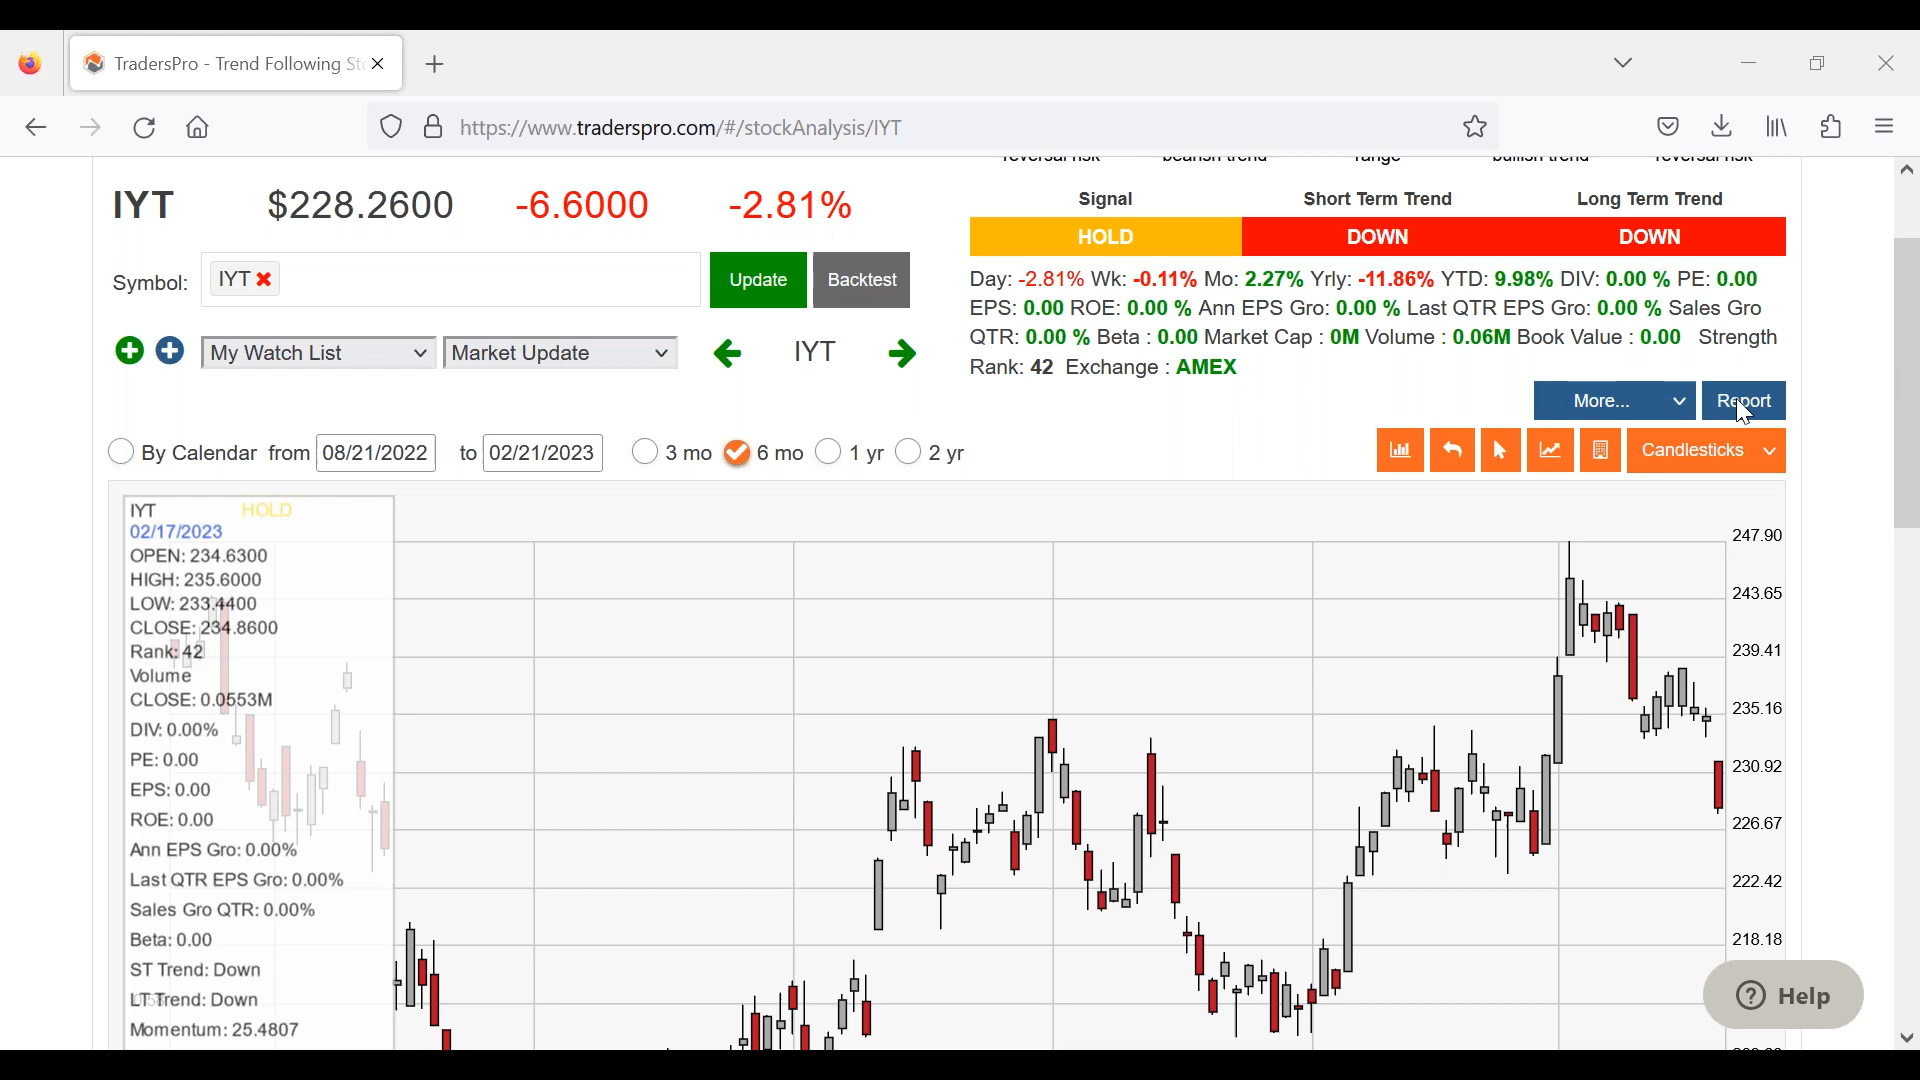 TradersPro - Trend Following St
https://www.traderspro.com/#/stockAnalysis/IYT
reversal risk bearish trend range bullish trend reversal risk
IYT $228.2600 -6.6000 -2.81%
Signal Short Term Trend Long Term Trend
HOLD DOWN DOWN
Symbol: IYT Update Backtest
Day: -2.81% Wk: -0.11% Mo: 2.27% Yrly: -11.86% YTD: 9.98% DIV: 0.00 % PE: 0.00
EPS: 0.00 ROE: 0.00 % Ann EPS Gro: 0.00 % Last QTR EPS Gro: 0.00 % Sales Gro
QTR: 0.00 % Beta : 0.00 Market Cap : 0M Volume : 0.06M Book Value : 0.00 Strength
Rank: 42 Exchange : AMEX
My Watch List Market Update IYT
More... Report
By Calendar from 08/21/2022 to 02/21/2023 3 mo 6 mo 1 yr 2 yr
Candlesticks
IYT HOLD
02/17/2023
OPEN: 234.6300
HIGH: 235.6000
LOW: 233.4400
CLOSE: 234.8600
Rank: 42
Volume
CLOSE: 0.0553M
DIV: 0.00%
PE: 0.00
EPS: 0.00
ROE: 0.00
Ann EPS Gro: 0.00%
Last QTR EPS Gro: 0.00%
Sales Gro QTR: 0.00%
Beta: 0.00
ST Trend: Down
LT Trend: Down
Momentum: 25.4807
247.90
243.65
239.41
235.16
230.92
226.67
222.42
218.18
Help